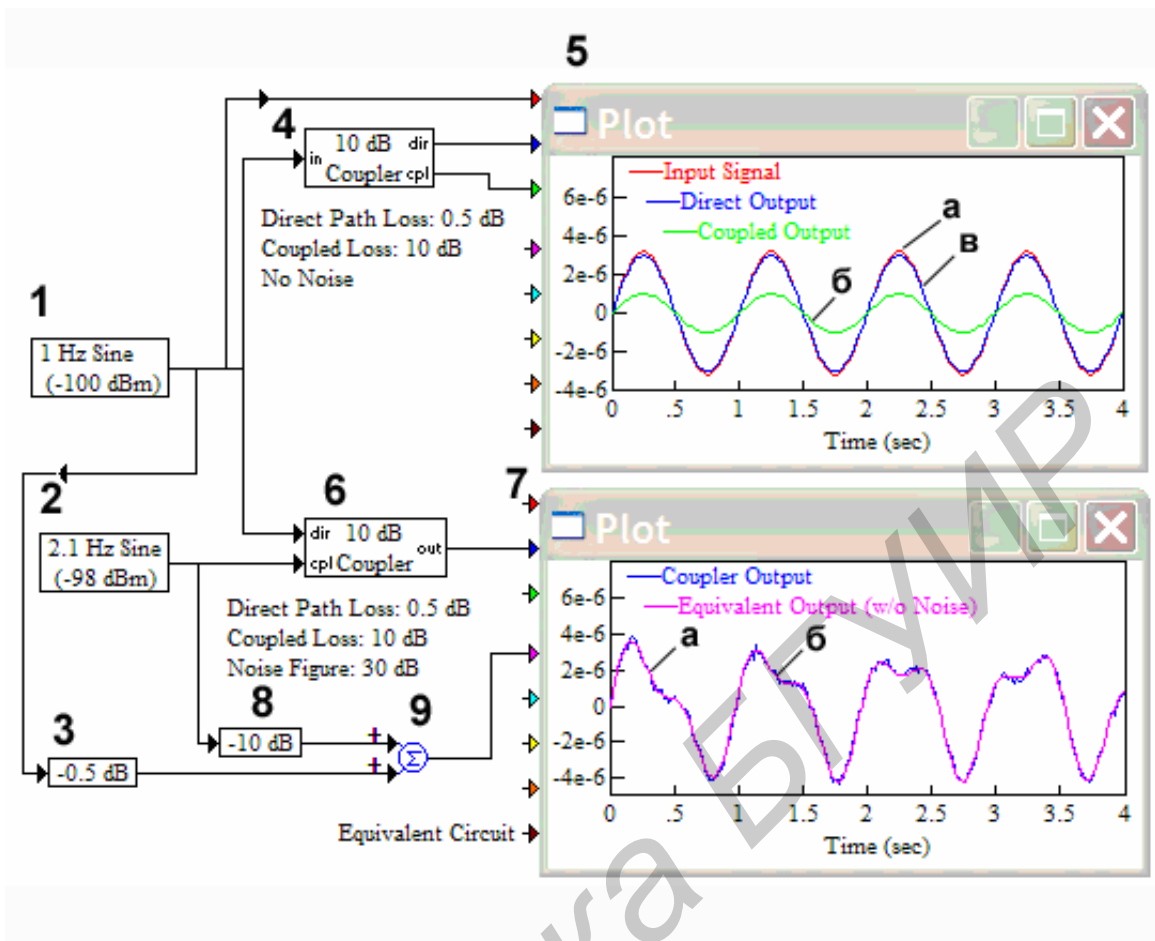 5
4
10 dB dir
in
Coupler cpl
Direct Path Loss: 0.5 dB
Coupled Loss: 10 dB
No Noise
Plot
Input Signal
Direct Output
Coupled Output
а
в
б
6e-6
4e-6
2e-6
0
-2e-6
-4e-6
0 .5 1 1.5 2 2.5 3 3.5 4
Time (sec)
1
1 Hz Sine
(-100 dBm)
2
2.1 Hz Sine
(-98 dBm)
6
dir 10 dB
out
cpl Coupler
Direct Path Loss: 0.5 dB
Coupled Loss: 10 dB
Noise Figure: 30 dB
7
Plot
Coupler Output
Equivalent Output (w/o Noise)
а
б
6e-6
4e-6
2e-6
0
-2e-6
-4e-6
0 .5 1 1.5 2 2.5 3 3.5 4
Time (sec)
8
-10 dB
9
+
+
Σ
3
-0.5 dB
Equivalent Circuit
ка БГУИР